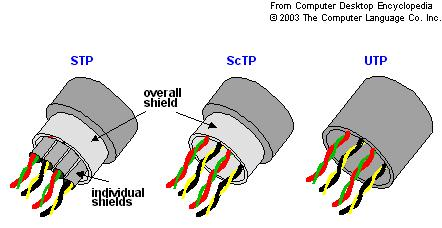 From Computer Desktop Encyclopedia
© 2003 The Computer Language Co. Inc.
STP
ScTP
UTP
overall
shield
individual
shields